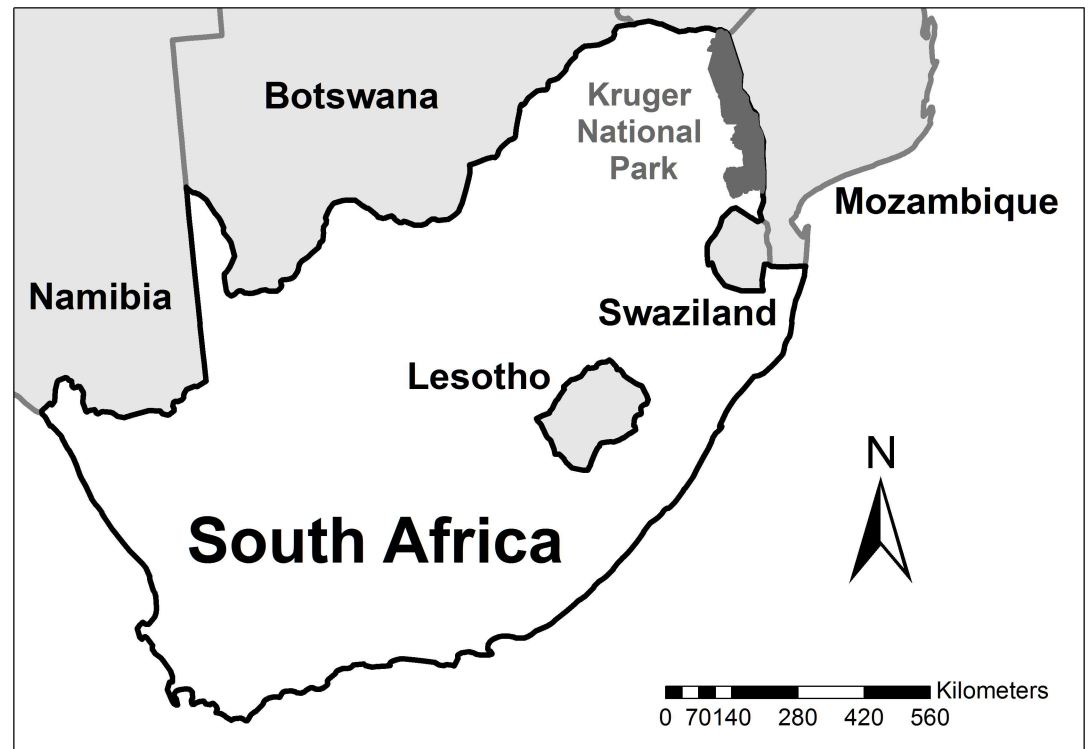 Botswana
Kruger
National
Park
Mozambique
Namibia
Swaziland
Lesotho
N
South Africa
Kilometers
0 70140 280 420 560